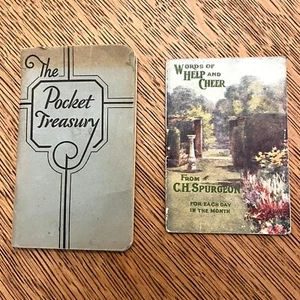 The
Pocket
Treasury
WORDS OF
HELP AND
CHEER
FROM
C.H. SPURGEON
FOR EACH DAY
IN THE MONTH